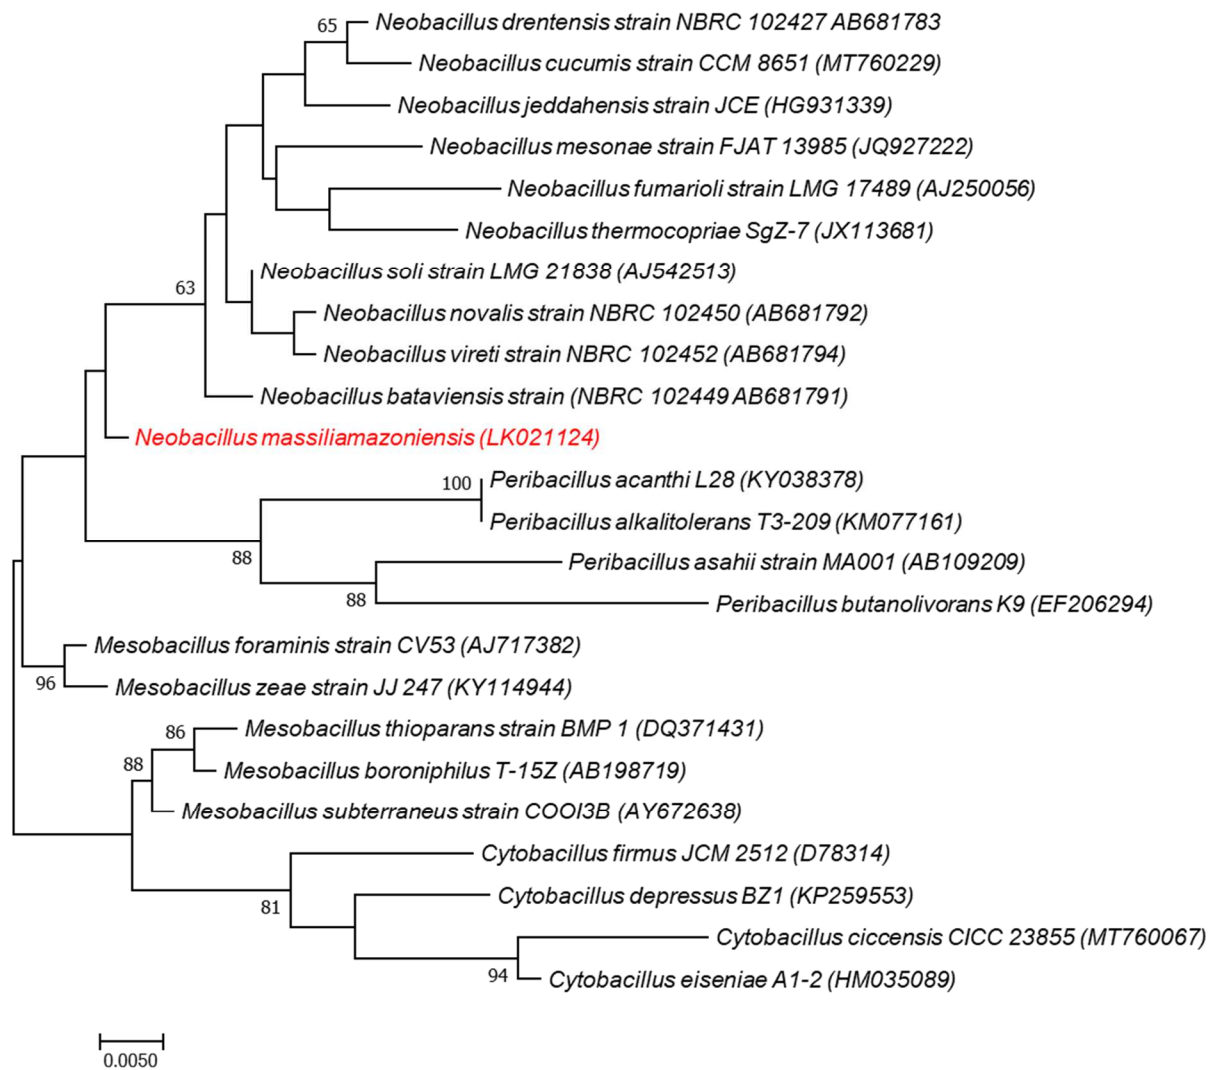 65
Neobacillus drentensis strain NBRC 102427 AB681783
Neobacillus cucumis strain CCM 8651 (MT760229)
Neobacillus jeddahensis strain JCE (HG931339)
Neobacillus mesonae strain FJAT 13985 (JQ927222)
Neobacillus fumarioli strain LMG 17489 (AJ250056)
Neobacillus thermocopriae SgZ-7 (JX113681)
Neobacillus soli strain LMG 21838 (AJ542513)
63
Neobacillus novalis strain NBRC 102450 (AB681792)
Neobacillus vireti strain NBRC 102452 (AB681794)
Neobacillus bataviensis strain (NBRC 102449 AB681791)
Neobacillus massiliamazoniensis (LK021124)
100
Peribacillus acanthi L28 (KY038378)
Peribacillus alkalitolerans T3-209 (KM077161)
88
Peribacillus asahii strain MA001 (AB109209)
88
Peribacillus butanolivorans K9 (EF206294)
Mesobacillus foraminis strain CV53 (AJ717382)
96
Mesobacillus zeae strain JJ 247 (KY114944)
86
Mesobacillus thioparans strain BMP 1 (DQ371431)
88
Mesobacillus boroniphilus T-15Z (AB198719)
Mesobacillus subterraneus strain COOI3B (AY672638)
Cytobacillus firmus JCM 2512 (D78314)
81
Cytobacillus depressus BZ1 (KP259553)
Cytobacillus ciccensis CICC 23855 (MT760067)
94
Cytobacillus eiseniae A1-2 (HM035089)
0.0050